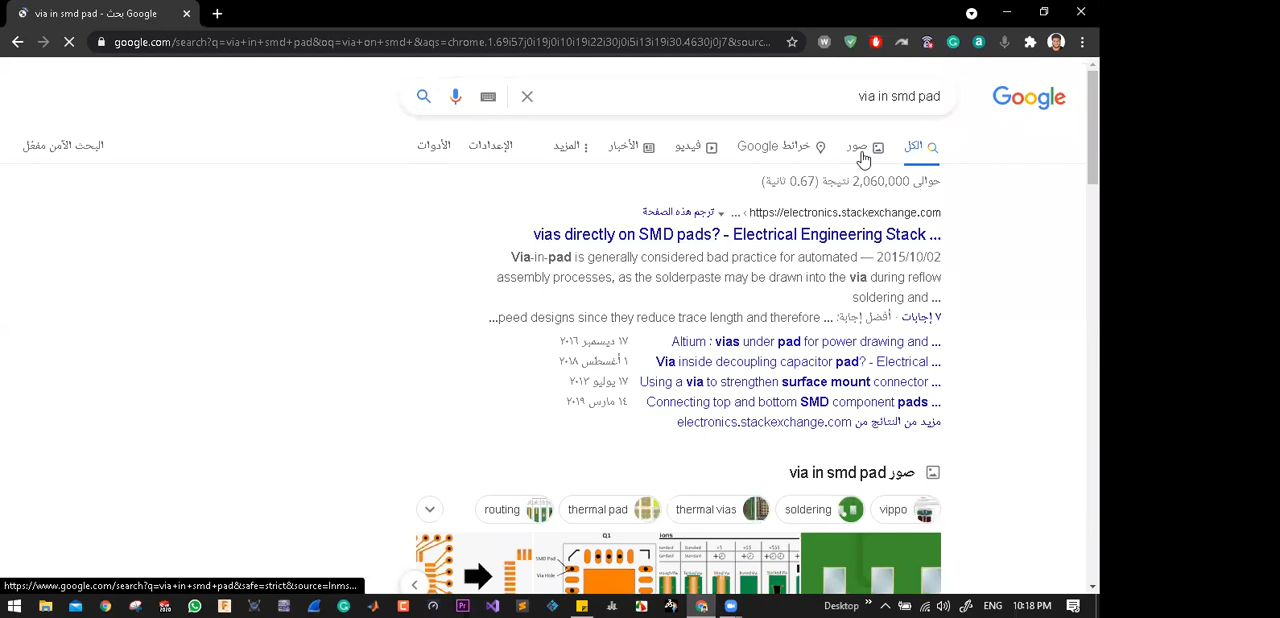 via in smd pad - بحث Google
google.com/search?q=via+in+smd+pad&oq=via+on+smd+&aqs=chrome.1.69i57j0i19j0i10i19i22i30j0i5i13i19i30.4630j0j7&sourc...
via in smd pad
Google
الكل صور خرائط Google فيديو الأخبار المزيد الإعدادات الأدوات البحث الآمن مفعّل
حوالى 2,060,000 نتيجة (0.67 ثانية)
https://electronics.stackexchange.com › ... ترجم هذه الصفحة
vias directly on SMD pads? - Electrical Engineering Stack ...
Via-in-pad is generally considered bad practice for automated — 2015/10/02
assembly processes, as the solderpaste may be drawn into the via during reflow
soldering and ...
٧ إجابات · أفضل إجابة: ... peed designs since they reduce trace length and therefore...
Altium : vias under pad for power drawing and ... ١٧ ديسمبر ٢٠١٦
Via inside decoupling capacitor pad? - Electrical ... ١ أغسطس ٢٠١٨
Using a via to strengthen surface mount connector ... ١٧ يوليو ٢٠١٢
Connecting top and bottom SMD component pads ... ١٤ مارس ٢٠١٩
مزيد من النتائج من electronics.stackexchange.com
صور via in smd pad
routing thermal pad thermal vias soldering vippo
Q1
SMD Pad
Via Hole
ions
https://www.google.com/search?q=via+in+smd+pad&safe=strict&source=lnms...
Desktop ENG 10:18 PM